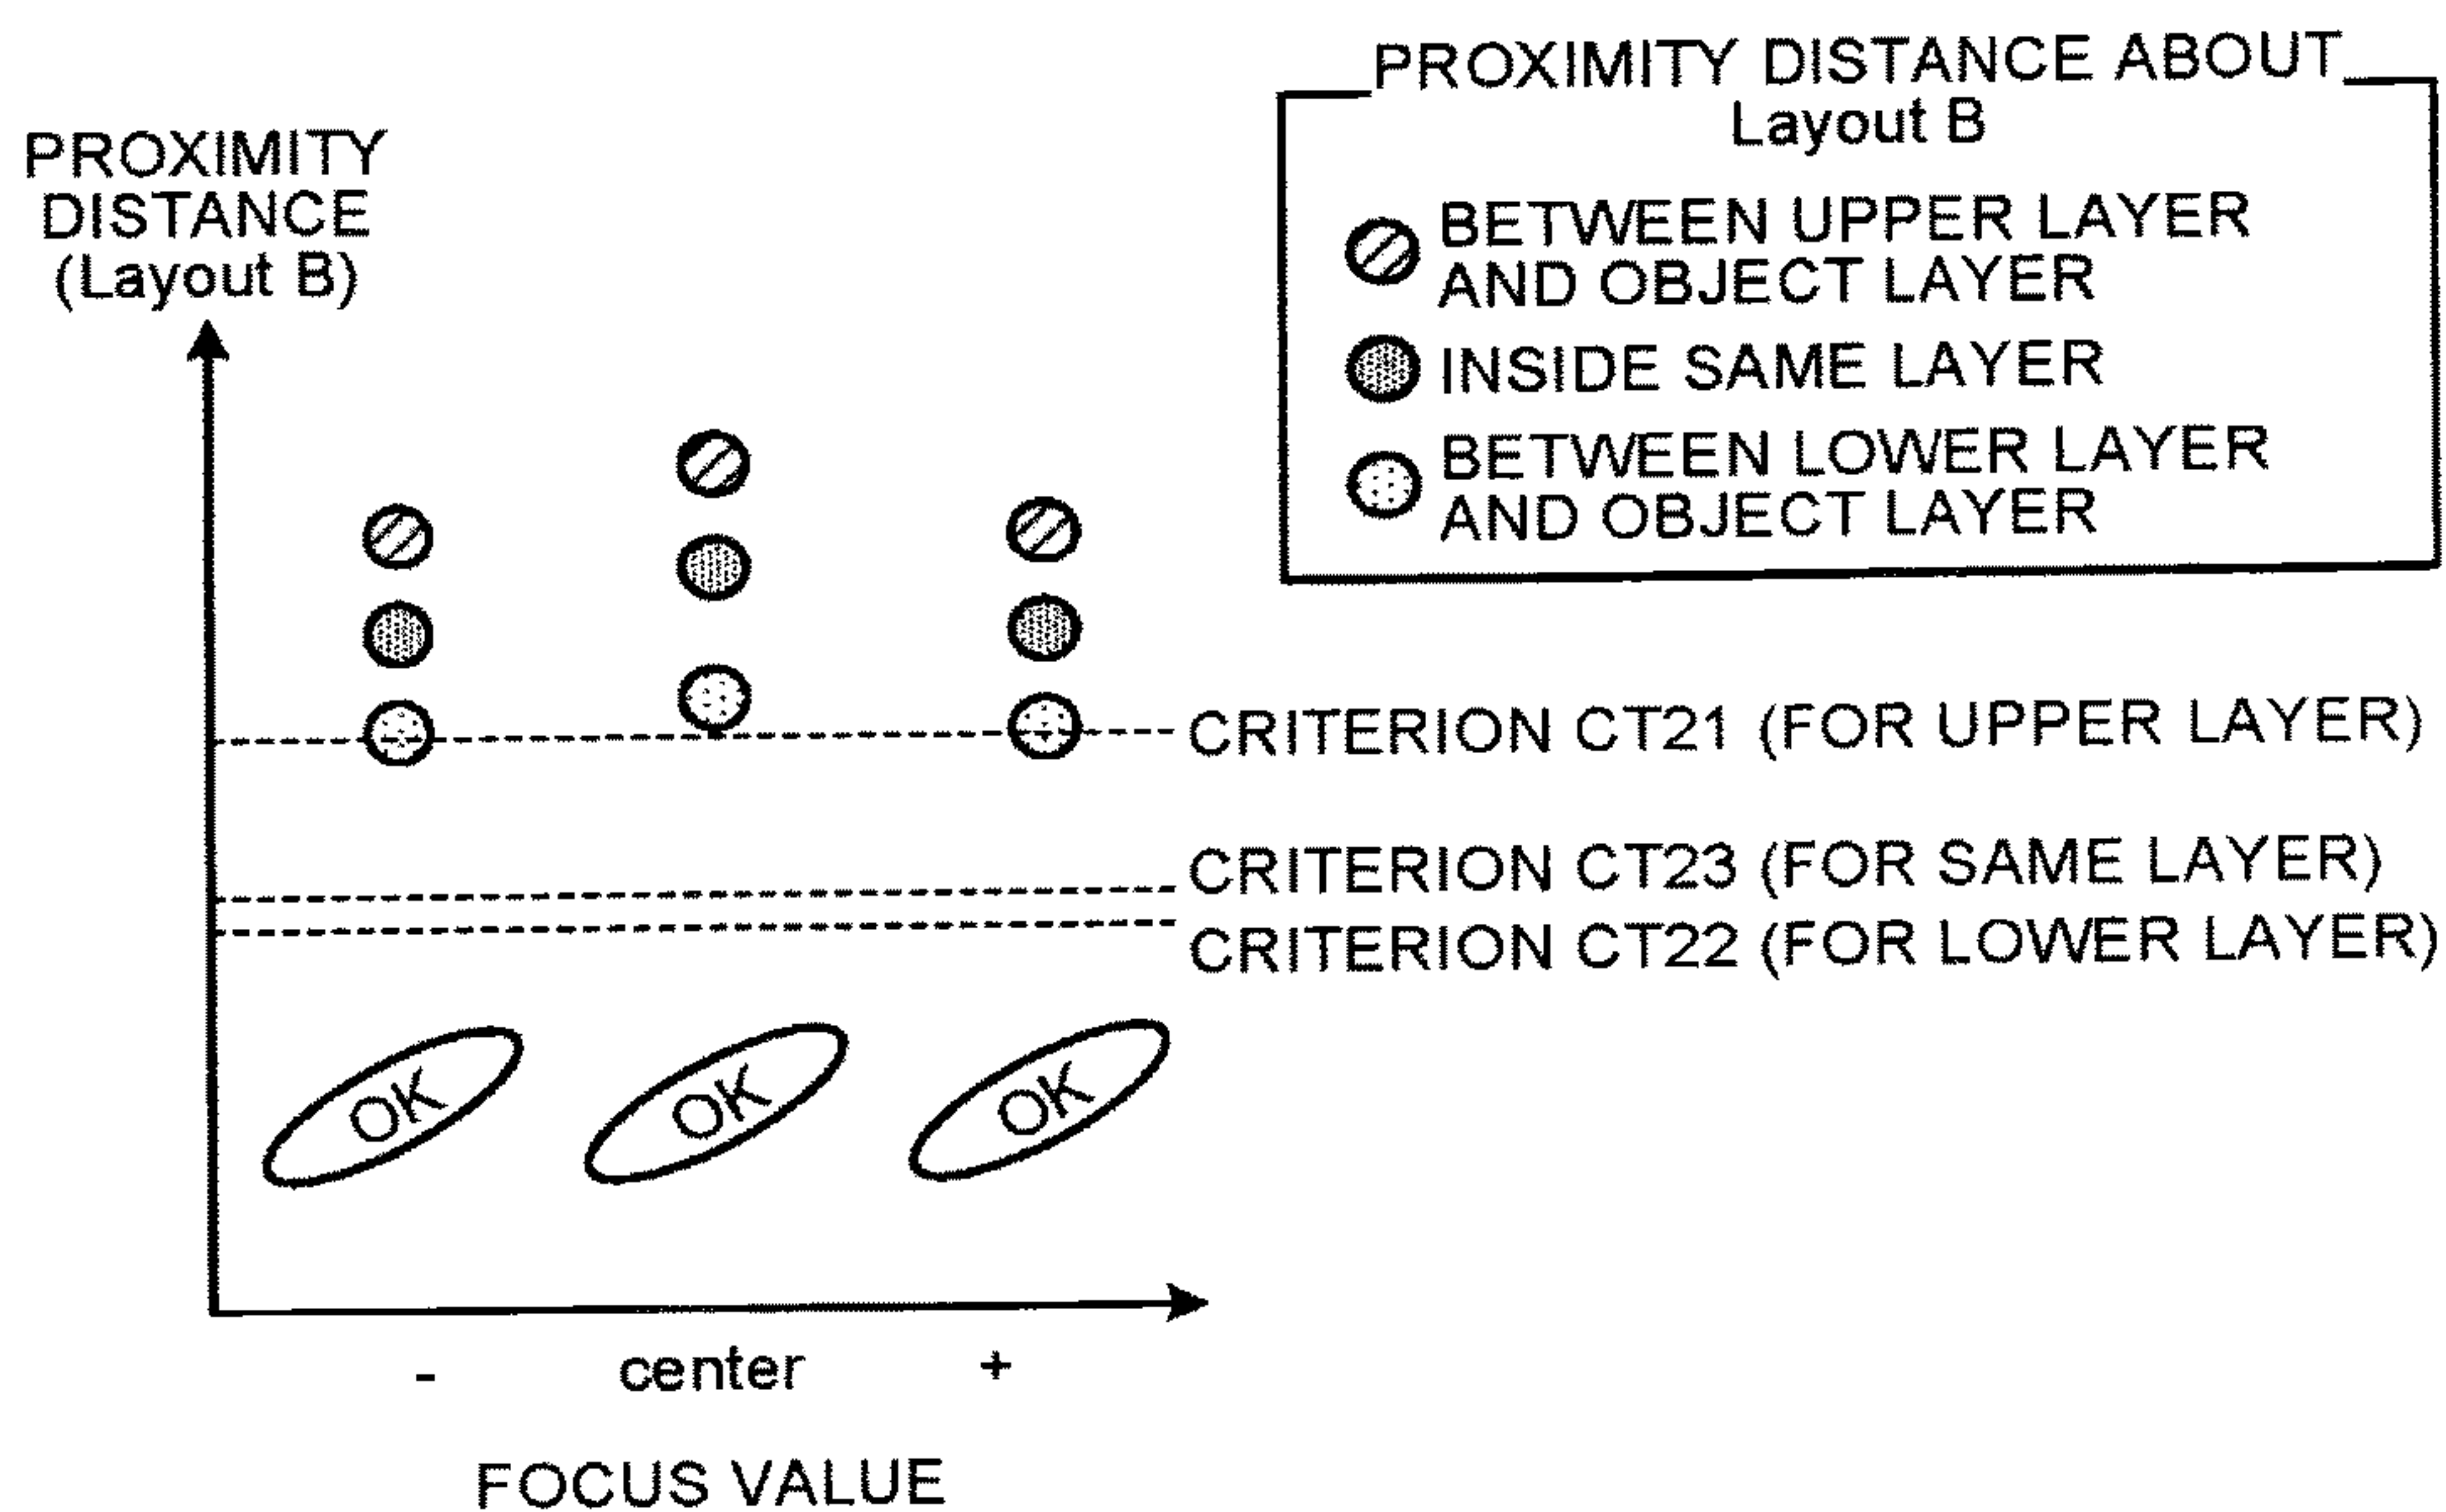 PROXIMITY DISTANCE ABOUT
Layout B
PROXIMITY
DISTANCE
(Layout B)
BETWEEN UPPER LAYER
AND OBJECT LAYER
INSIDE SAME LAYER
BETWEEN LOWER LAYER
AND OBJECT LAYER
CRITERION CT21 (FOR UPPER LAYER)
CRITERION CT23 (FOR SAME LAYER)
CRITERION CT22 (FOR LOWER LAYER)
OK OK OK
- center +
FOCUS VALUE